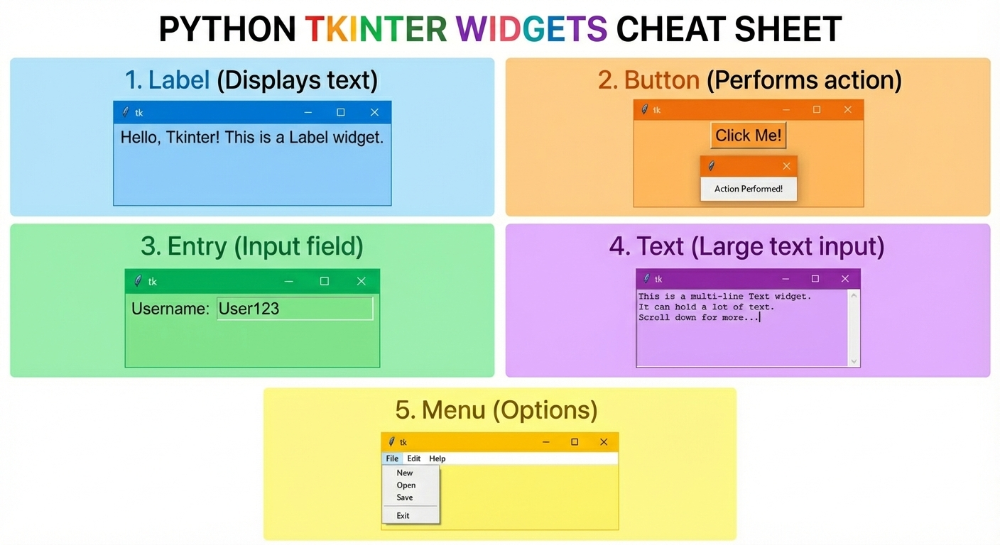 PYTHON TKINTER WIDGETS CHEAT SHEET
1. Label (Displays text)
tk
Hello, Tkinter! This is a Label widget.
2. Button (Performs action)
tk
Click Me!
Action Performed!
3. Entry (Input field)
tk
Username: User123
4. Text (Large text input)
tk
This is a multi-line Text widget.
It can hold a lot of text.
Scroll down for more...
5. Menu (Options)
tk
File Edit Help
New
Open
Save
Exit